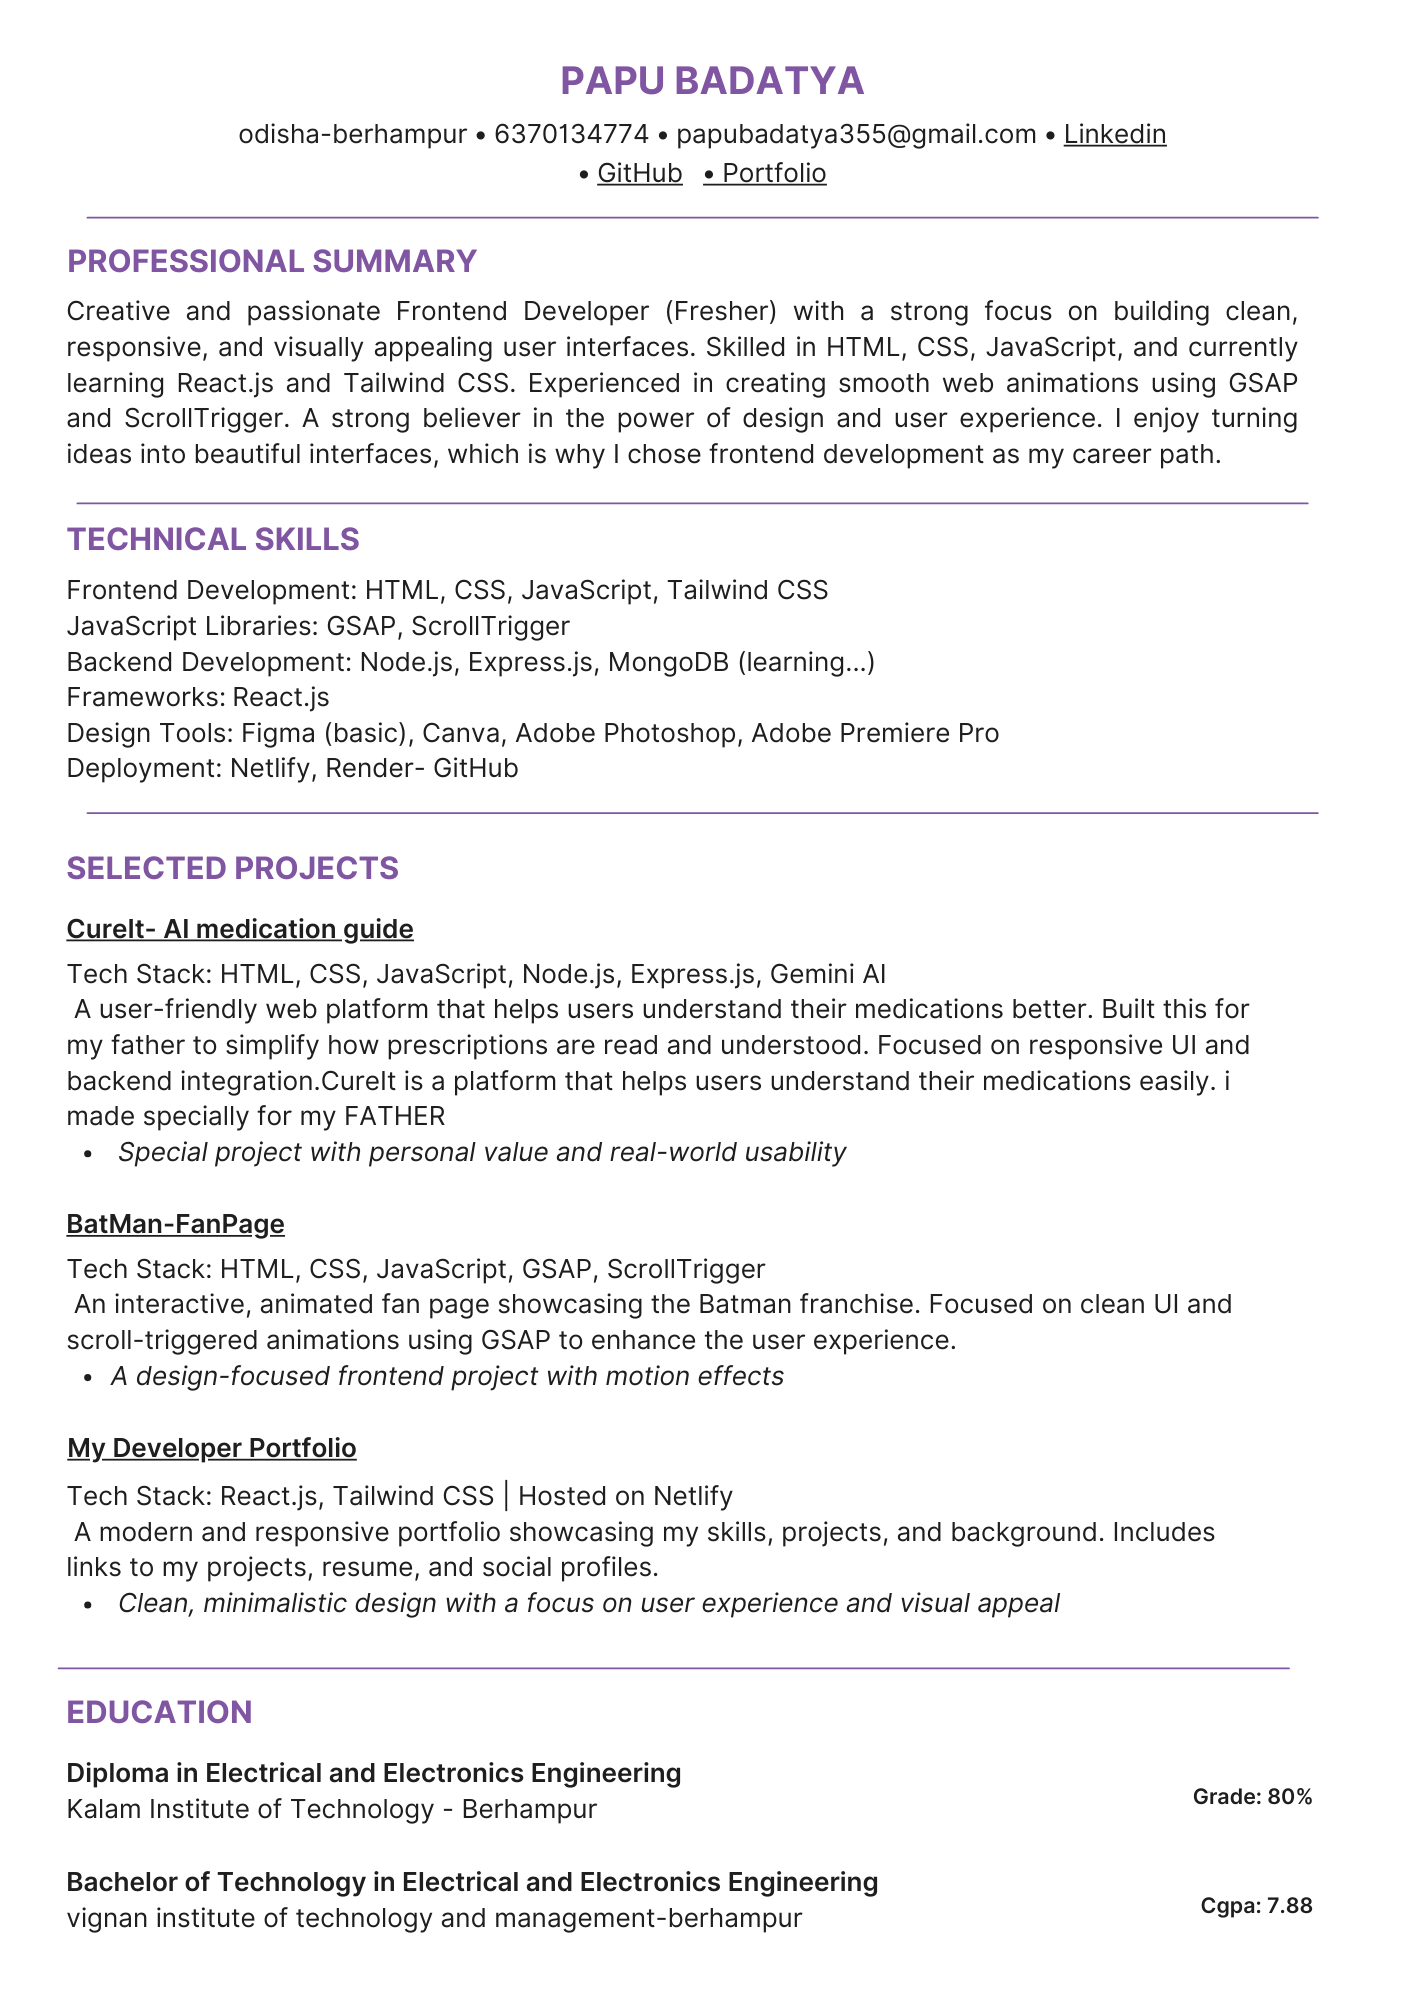 PAPU BADATYA
odisha-berhampur • 6370134774 • papubadatya355@gmail.com • Linkedin
• GitHub • Portfolio
PROFESSIONAL SUMMARY
Creative and passionate Frontend Developer (Fresher) with a strong focus on building clean,
responsive, and visually appealing user interfaces. Skilled in HTML, CSS, JavaScript, and currently
learning React.js and Tailwind CSS. Experienced in creating smooth web animations using GSAP
and ScrollTrigger. A strong believer in the power of design and user experience. I enjoy turning
ideas into beautiful interfaces, which is why I chose frontend development as my career path.
TECHNICAL SKILLS
Frontend Development: HTML, CSS, JavaScript, Tailwind CSS
JavaScript Libraries: GSAP, ScrollTrigger
Backend Development: Node.js, Express.js, MongoDB (learning...)
Frameworks: React.js
Design Tools: Figma (basic), Canva, Adobe Photoshop, Adobe Premiere Pro
Deployment: Netlify, Render- GitHub
SELECTED PROJECTS
CureIt- AI medication guide
Tech Stack: HTML, CSS, JavaScript, Node.js, Express.js, Gemini AI
A user-friendly web platform that helps users understand their medications better. Built this for
my father to simplify how prescriptions are read and understood. Focused on responsive UI and
backend integration.CureIt is a platform that helps users understand their medications easily. i
made specially for my FATHER
• Special project with personal value and real-world usability
BatMan-FanPage
Tech Stack: HTML, CSS, JavaScript, GSAP, ScrollTrigger
An interactive, animated fan page showcasing the Batman franchise. Focused on clean UI and
scroll-triggered animations using GSAP to enhance the user experience.
• A design-focused frontend project with motion effects
My Developer Portfolio
Tech Stack: React.js, Tailwind CSS | Hosted on Netlify
A modern and responsive portfolio showcasing my skills, projects, and background. Includes
links to my projects, resume, and social profiles.
• Clean, minimalistic design with a focus on user experience and visual appeal
EDUCATION
Diploma in Electrical and Electronics Engineering
Kalam Institute of Technology - Berhampur
Grade: 80%
Bachelor of Technology in Electrical and Electronics Engineering
vignan institute of technology and management-berhampur
Cgpa: 7.88